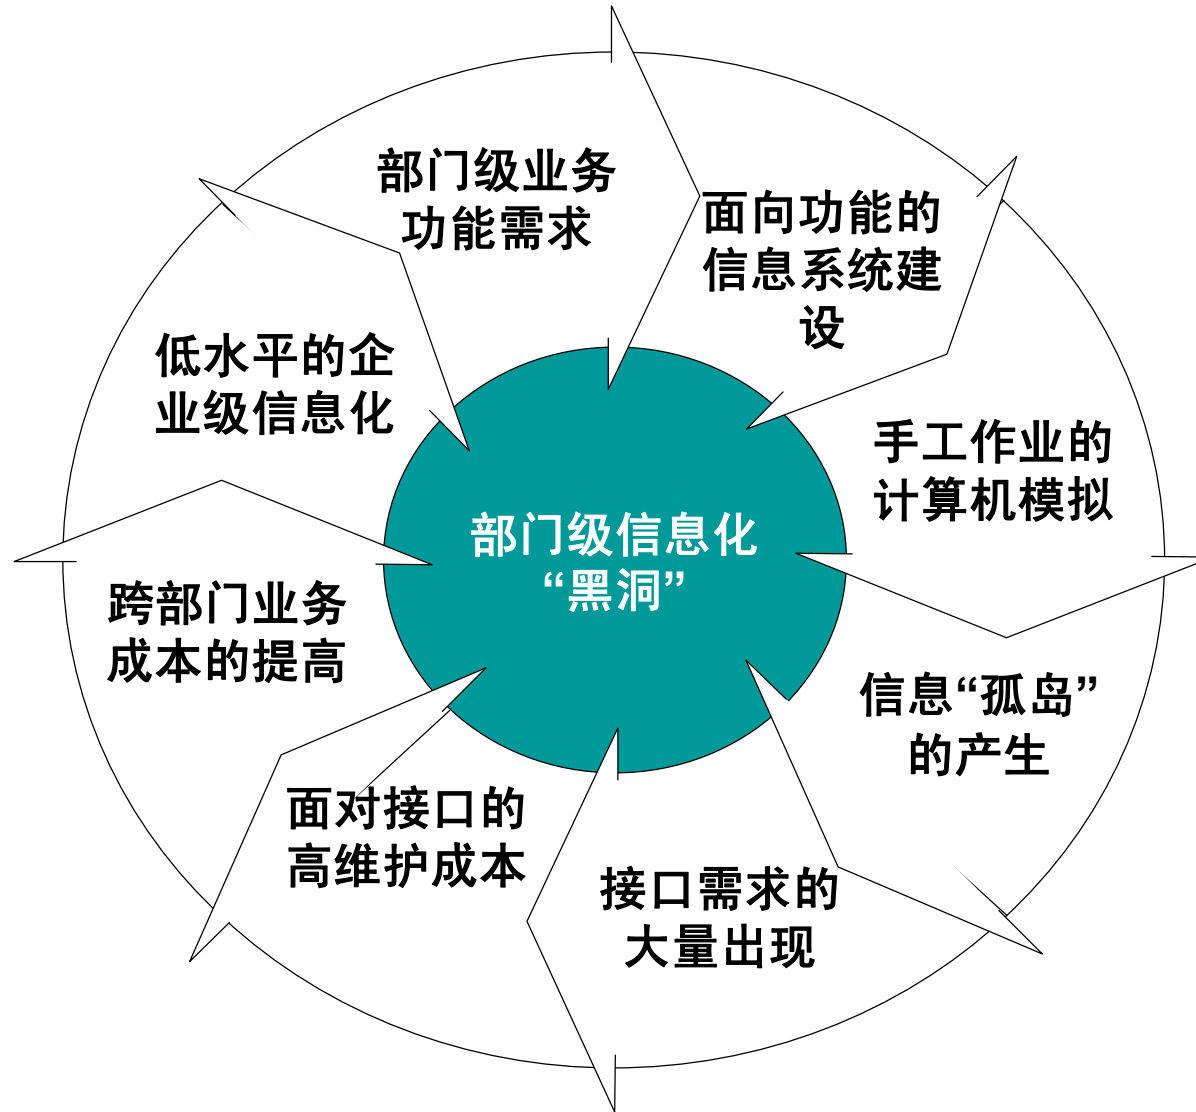 部门级业务
功能需求
面向功能的
信息系统建
设
手工作业的
计算机模拟
信息“孤岛”
的产生
接口需求的
大量出现
面对接口的
高维护成本
跨部门业务
成本的提高
低水平的企
业级信息化
部门级信息化
“黑洞”